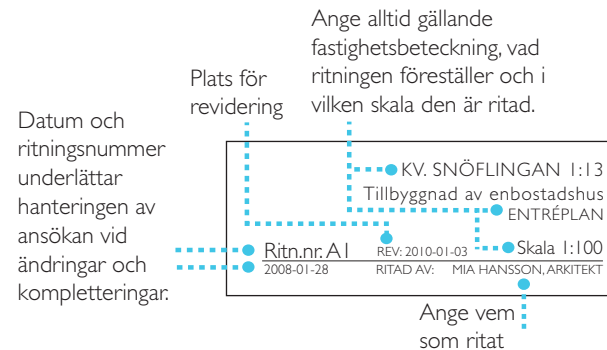 Ange alltid gällande
fastighetsbeteckning, vad
ritningen föreställer och i
vilken skala den är ritad.
Plats för
revidering
Datum och
ritningsnummer
underlättar
hanteringen av
ansökan vid
ändringar och
kompletteringar.
KV. SNÖFLINGAN 1:13
Tillbyggnad av enbostadshus
ENTRÉPLAN
Ritn.nr. A1 REV: 2010-01-03 Skala 1:100
2008-01-28 RITAD AV: MIA HANSSON, ARKITEKT
Ange vem
som ritat